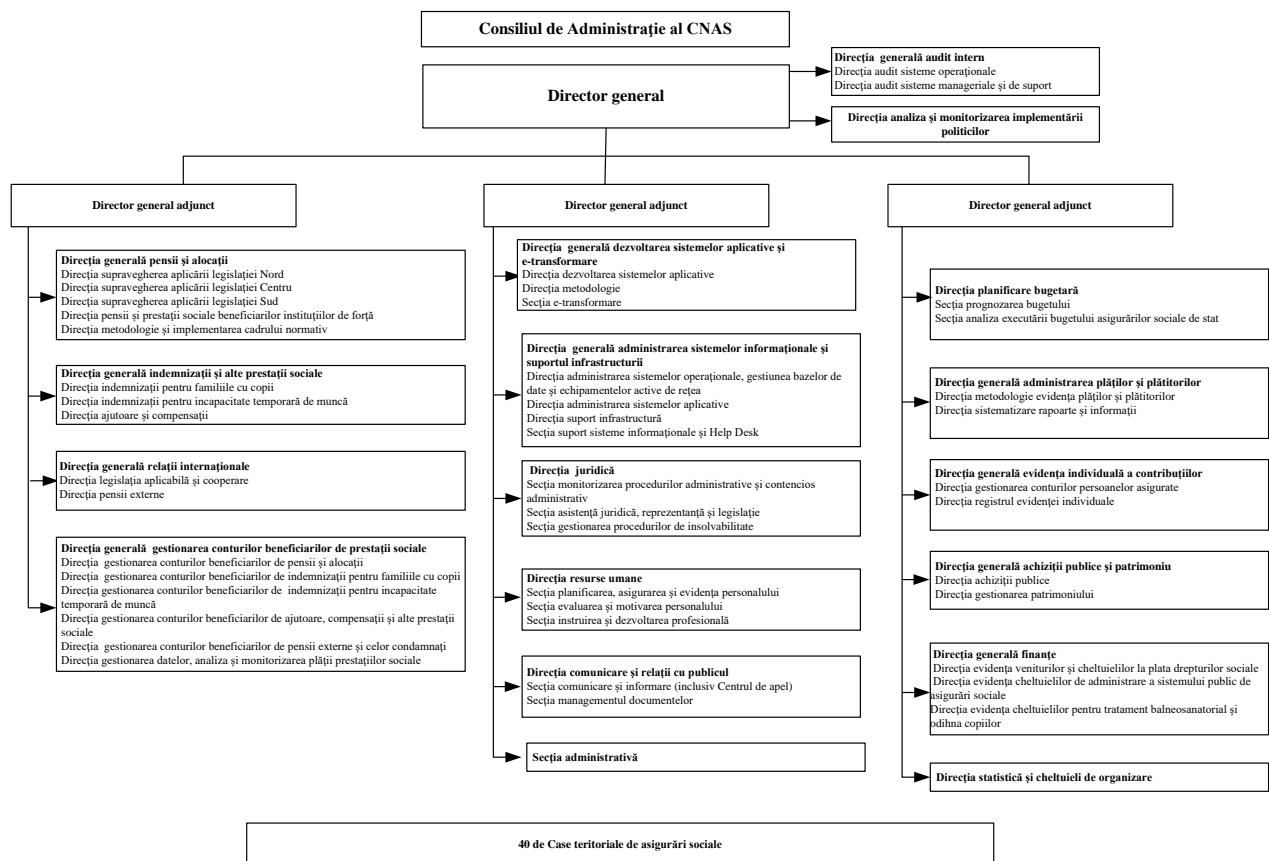 Consiliul de Administraţie al CNAS
Director general
Direcția  generală audit intern
Direcția audit sisteme operaționale
Direcția audit sisteme manageriale și de suport
Direcția analiza și monitorizarea implementării
politicilor
Director general adjunct
Director general adjunct
Director general adjunct
Direcția generală pensii și alocații
Direcția supravegherea aplicării legislației Nord
Direcția supravegherea aplicării legislației Centru
Direcția supravegherea aplicării legislației Sud
Direcția pensii și prestații sociale beneficiarilor instituțiilor de forță
Direcția metodologie și implementarea cadrului normativ
Direcția generală indemnizații și alte prestații sociale
Direcția indemnizații pentru familiile cu copii
Direcția indemnizații pentru incapacitate temporară de muncă
Direcția ajutoare și compensații
Direcția generală relații internaționale
Direcția legislația aplicabilă și cooperare
Direcția pensii externe
Direcția generală  gestionarea conturilor beneficiarilor de prestații sociale
Direcția  gestionarea conturilor beneficiarilor de pensii și alocații
Direcția  gestionarea conturilor beneficiarilor de indemnizații pentru familiile cu copii
Direcția gestionarea conturilor beneficiarilor de  indemnizații pentru incapacitate
temporară de muncă
Direcția gestionarea conturilor beneficiarilor de ajutoare, compensații și alte prestații
sociale
Direcția  gestionarea conturilor beneficiarilor de pensii externe și celor condamnați
Direcția gestionarea datelor, analiza și monitorizarea plății prestațiilor sociale
Direcția  generală dezvoltarea sistemelor aplicative și
e-transformare
Direcția dezvoltarea sistemelor aplicative
Direcția metodologie
Secția e-transformare
Direcția  generală administrarea sistemelor informaționale și
suportul infrastructurii
Direcția administrarea sistemelor operaționale, gestiunea bazelor de
date și echipamentelor active de rețea
Direcția administrarea sistemelor aplicative
Direcția suport infrastructură
Secția suport sisteme informaționale și Help Desk
Direcția  juridică
Secția monitorizarea procedurilor administrative și contencios
administrativ
Secția asistență juridică, reprezentanță și legislație
Secția gestionarea procedurilor de insolvabilitate
Direcția resurse umane
Secția planificarea, asigurarea și evidența personalului
Secția evaluarea și motivarea personalului
Secția instruirea și dezvoltarea profesională
Direcția comunicare și relații cu publicul
Secția comunicare și informare (inclusiv Centrul de apel)
Secția managementul documentelor
Secția administrativă
Direcția planificare bugetară
Secția prognozarea bugetului
Secția analiza executării bugetului asigurărilor sociale de stat
Direcția generală administrarea plăților și plătitorilor
Direcția metodologie evidența plăților și plătitorilor
Direcția sistematizare rapoarte și informații
Direcția generală evidența individuală a contribuțiilor
Direcția gestionarea conturilor persoanelor asigurate
Direcția registrul evidenței individuale
Direcția generală achiziții publice și patrimoniu
Direcția achiziții publice
Direcția gestionarea patrimoniului
Direcția generală finanțe
Direcția evidența veniturilor și cheltuielilor la plata drepturilor sociale
Direcția evidența cheltuielilor de administrare a sistemului public de
asigurări sociale
Direcția evidența cheltuielilor pentru tratament balneosanatorial și
odihna copiilor
Direcția statistică și cheltuieli de organizare
40 de Case teritoriale de asigurări sociale